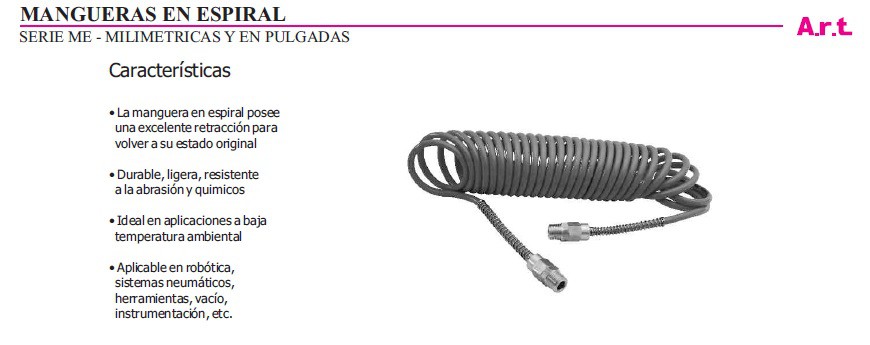 MANGUERAS EN ESPIRAL
SERIE ME - MILIMETRICAS Y EN PULGADAS
A.r.t.
Características
• La manguera en espiral posee
una excelente retracción para
volver a su estado original
• Durable, ligera, resistente
a la abrasión y quimicos
• Ideal en aplicaciones a baja
temperatura ambiental
• Aplicable en robótica,
sistemas neumáticos,
herramientas, vacío,
instrumentación, etc.